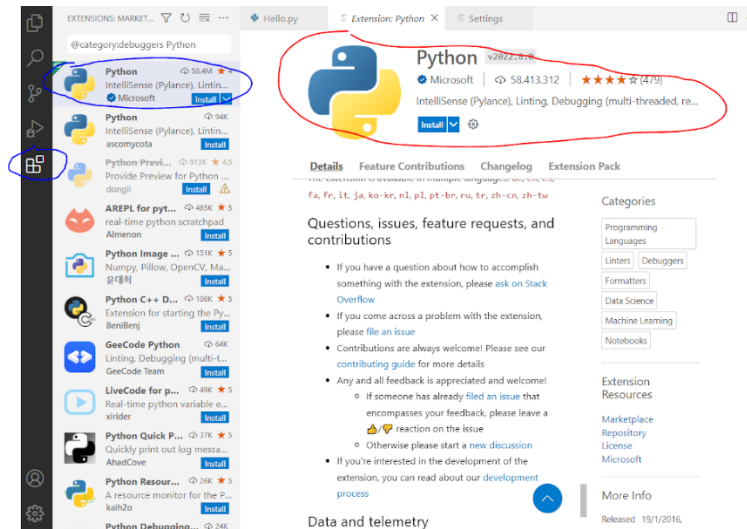 EXTENSIONS: MARKET...
@category:debuggers Python
Python 58.4M ★ 4
IntelliSense (Pylance), Lintin...
Microsoft Install
Python 94K
IntelliSense (Pylance), Lintin...
ascomycota Install
Python Previ... 913K ★ 4.5
Provide Preview for Python ...
dongli Install
AREPL for pyt... 465K ★ 5
real-time python scratchpad
Almenon Install
Python Image ... 151K ★ 5
Numpy, Pillow, OpenCV, Ma...
윤대희 Install
Python C++ D... 106K ★ 5
Extension for starting the Py...
BeniBenj Install
GeeCode Python 64K
Linting, Debugging (multi-t...
GeeCode Team Install
LiveCode for p... 49K ★ 5
Real-time python variable e...
xirider Install
Python Quick P... 37K ★ 5
Quickly print out log messa...
AhadCove Install
Python Resour... 26K ★ 5
A resource monitor for the P...
kaih2o Install
Python Debugging... 24K
Hello.py
Extension: Python
Settings
Python v2022.8.0
Microsoft | 58.413.312 | ★★★★☆(479)
IntelliSense (Pylance), Linting, Debugging (multi-threaded, re...
Install
Details Feature Contributions Changelog Extension Pack
fa, fr, it, ja, ko-kr, nl, pl, pt-br, ru, tr, zh-cn, zh-tw
Questions, issues, feature requests, and
contributions
If you have a question about how to accomplish
something with the extension, please ask on Stack
Overflow
If you come across a problem with the extension,
please file an issue
Contributions are always welcome! Please see our
contributing guide for more details
Any and all feedback is appreciated and welcome!
If someone has already filed an issue that
encompasses your feedback, please leave a
👍/👎 reaction on the issue
Otherwise please start a new discussion
If you're interested in the development of the
extension, you can read about our development
process
Data and telemetry
Categories
Programming
Languages
Linters Debuggers
Formatters
Data Science
Machine Learning
Notebooks
Extension
Resources
Marketplace
Repository
License
Microsoft
More Info
Released 19/1/2016,